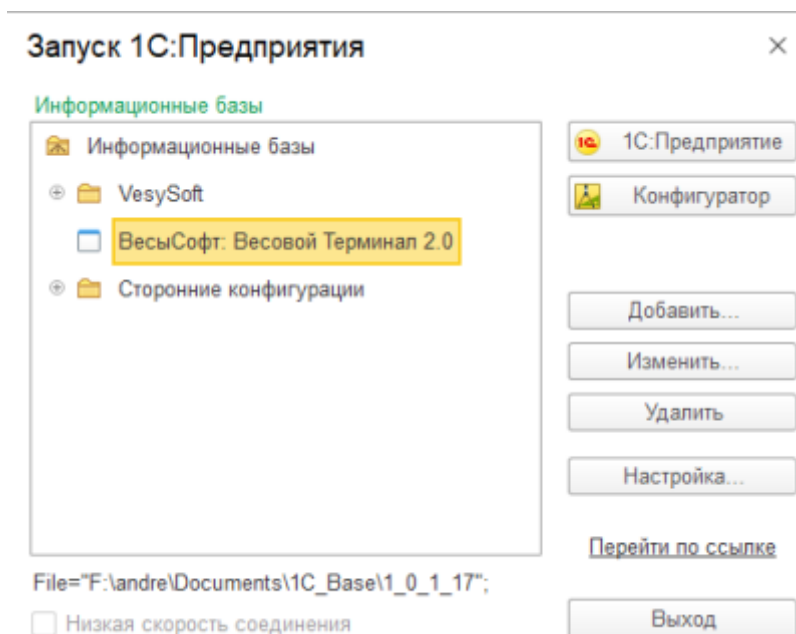 Запуск 1С:Предприятия
Информационные базы
Информационные базы
VesySoft
ВесыСофт: Весовой Терминал 2.0
Сторонние конфигурации
1С:Предприятие
Конфигуратор
Добавить...
Изменить...
Удалить
Настройка...
Перейти по ссылке
File="F:\andre\Documents\1C_Base\1_0_1_17";
Низкая скорость соединения
Выход